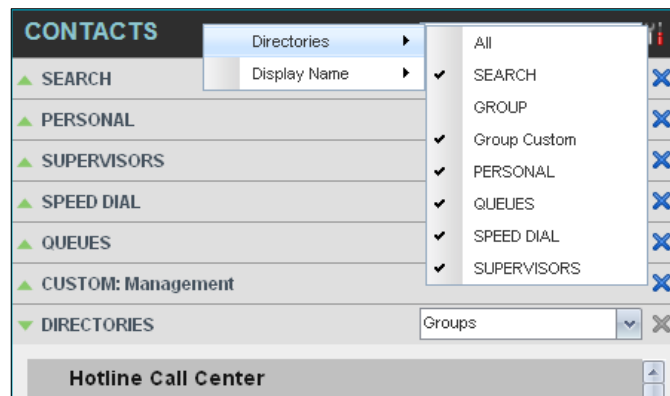 CONTACTS
Directories
Display Name
All
SEARCH
GROUP
Group Custom
PERSONAL
QUEUES
SPEED DIAL
SUPERVISORS
SEARCH
PERSONAL
SUPERVISORS
SPEED DIAL
QUEUES
CUSTOM: Management
DIRECTORIES
Groups
Hotline Call Center